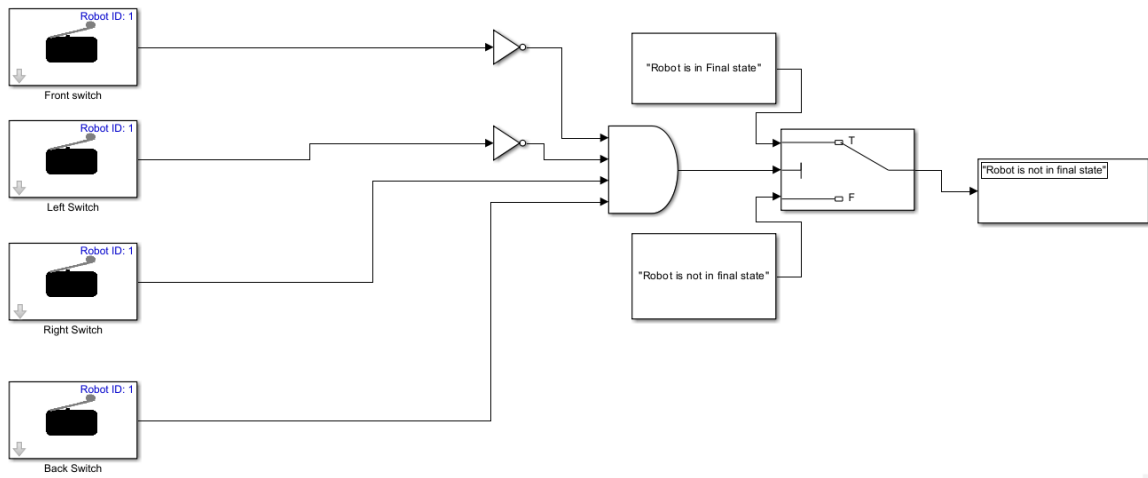 Robot ID: 1
Front switch
Robot ID: 1
Left Switch
Robot ID: 1
Right Switch
Robot ID: 1
Back Switch
"Robot is in Final state"
"Robot is not in final state"
T
F
"Robot is not in final state"